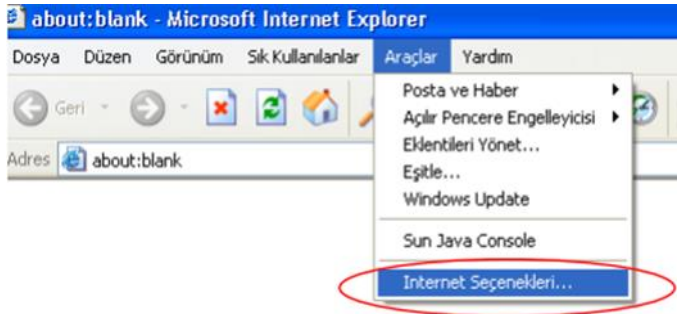 about:blank - Microsoft Internet Explorer
Dosya Düzen Görünüm Sık Kullanılanlar Araçlar Yardım
Posta ve Haber
Geri
Açılır Pencere Engelleyicisi
Eklentileri Yönet...
Adres about:blank
Eşitle...
Windows Update
Sun Java Console
Internet Seçenekleri...